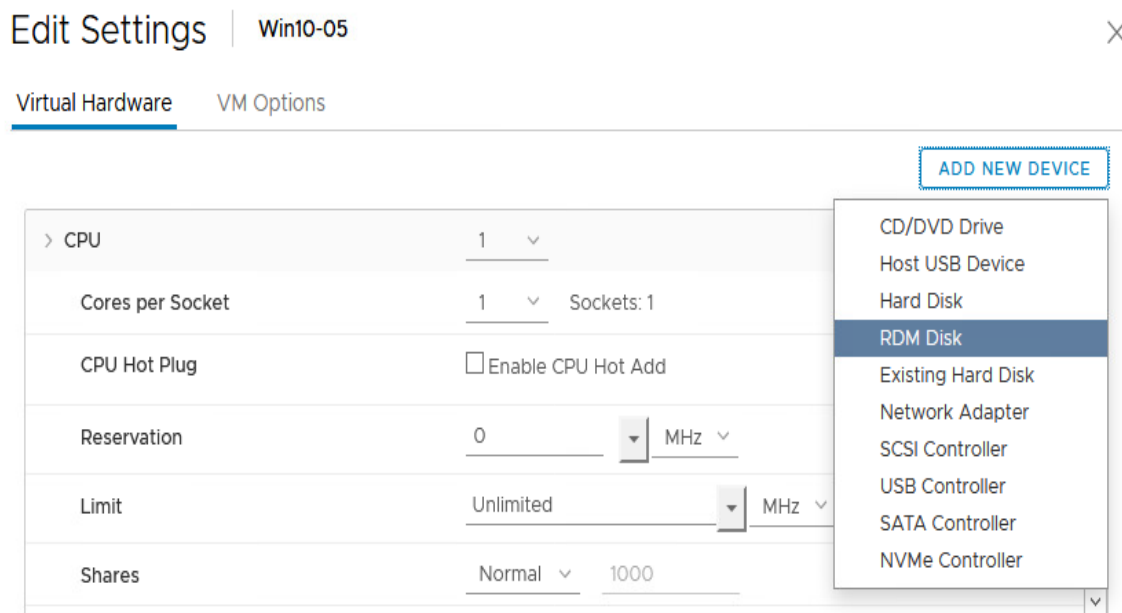 Edit Settings Win10-05
Virtual Hardware VM Options
ADD NEW DEVICE
CPU 1
Cores per Socket 1 Sockets: 1
CPU Hot Plug Enable CPU Hot Add
Reservation 0 MHz
Limit Unlimited MHz
Shares Normal 1000
CD/DVD Drive
Host USB Device
Hard Disk
RDM Disk
Existing Hard Disk
Network Adapter
SCSI Controller
USB Controller
SATA Controller
NVMe Controller